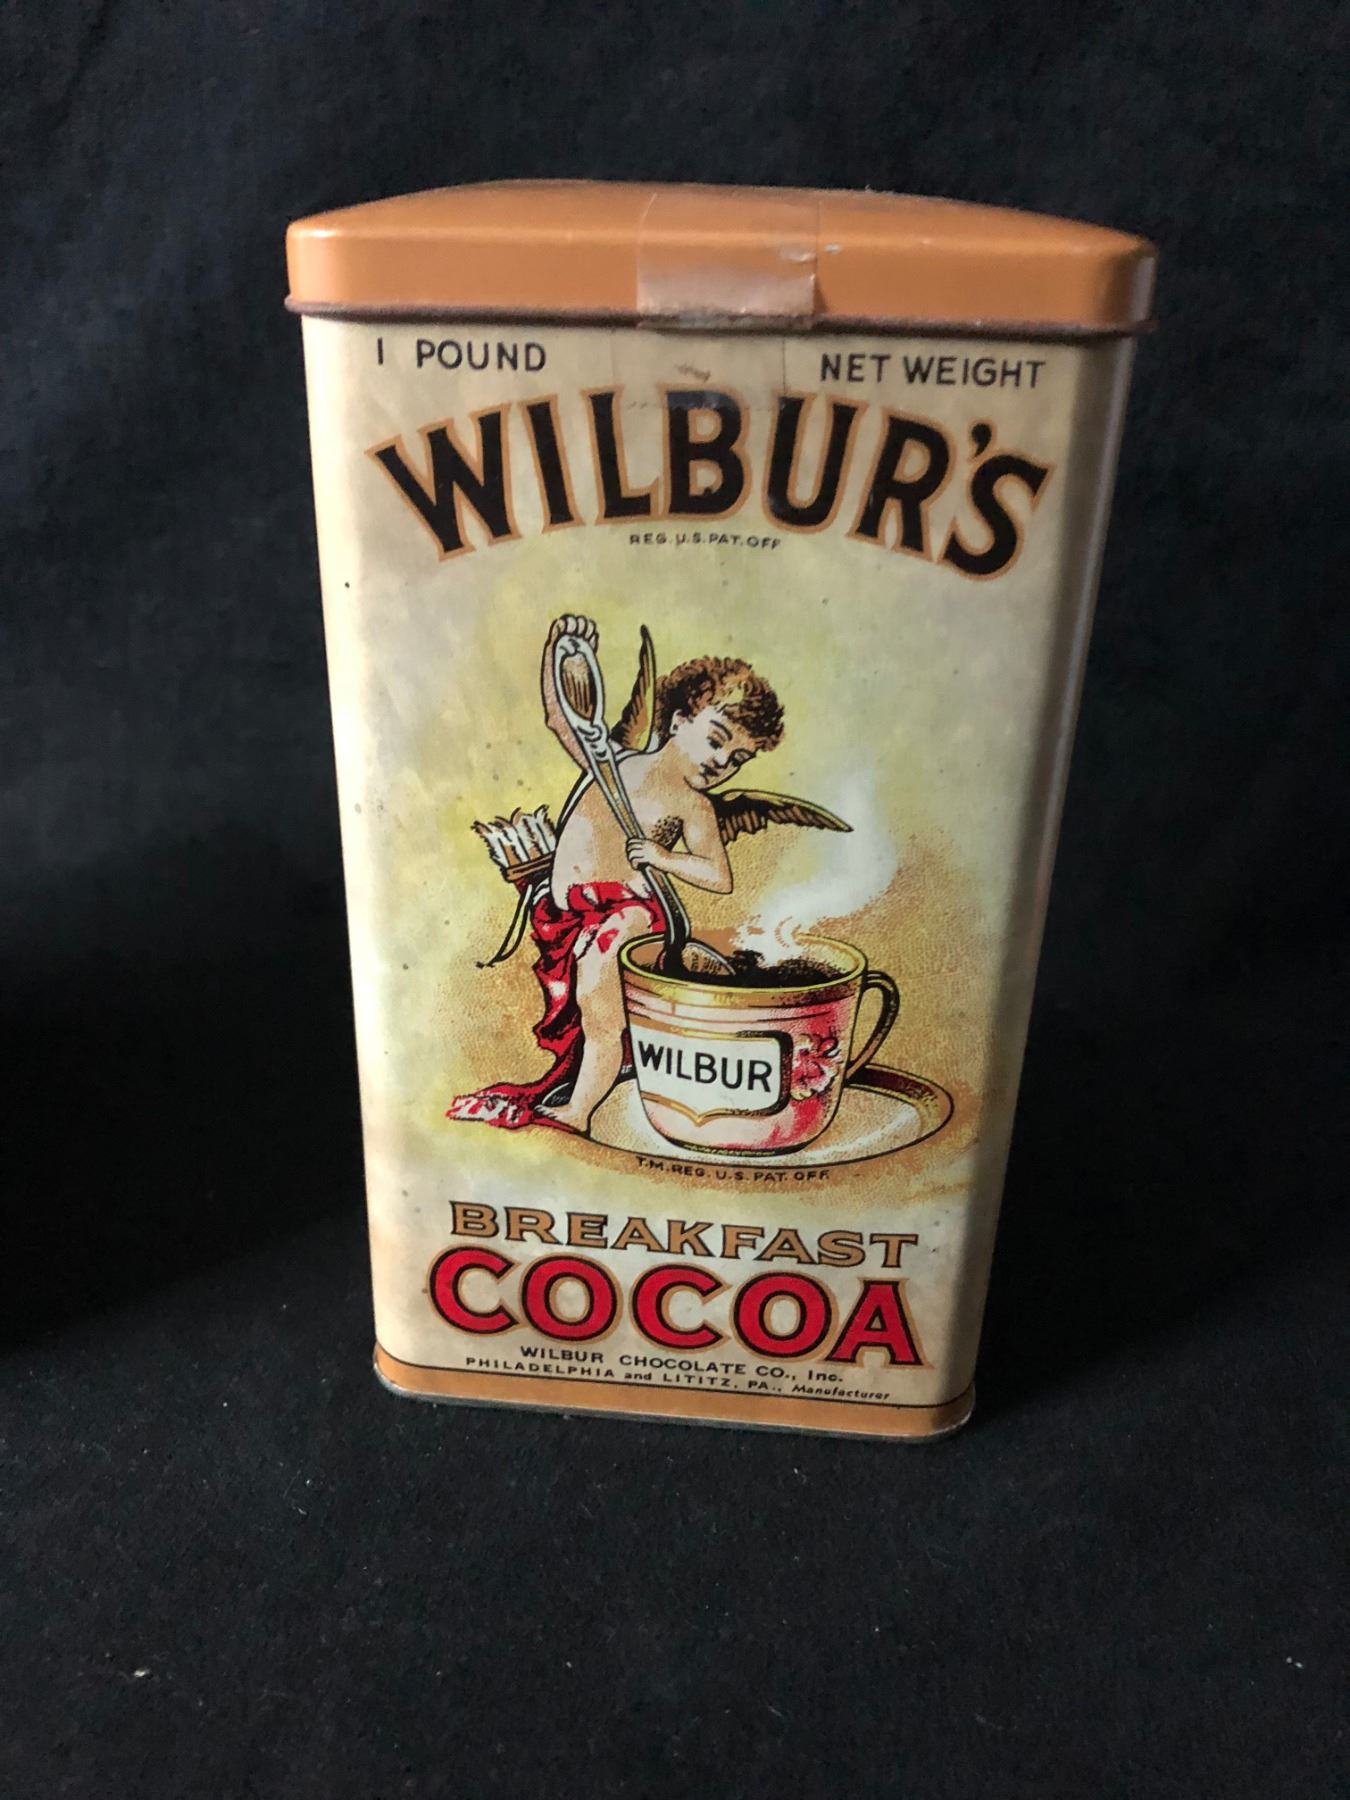 1 POUND NET WEIGHT
WILBUR'S
REG. U.S. PAT. OFF
WILBUR
T.M. REG. U.S. PAT. OFF.
BREAKFAST
COCOA
WILBUR CHOCOLATE CO., Inc.
PHILADELPHIA and LITITZ, PA., Manufacturer